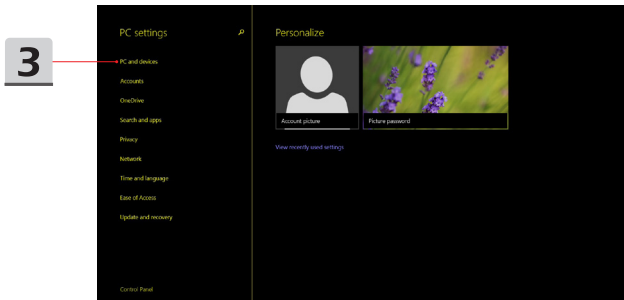 3
PC settings
PC and devices
Accounts
OneDrive
Search and apps
Privacy
Network
Time and language
Ease of Access
Update and recovery
Control Panel
Personalize
Account picture
Picture password
View recently used settings